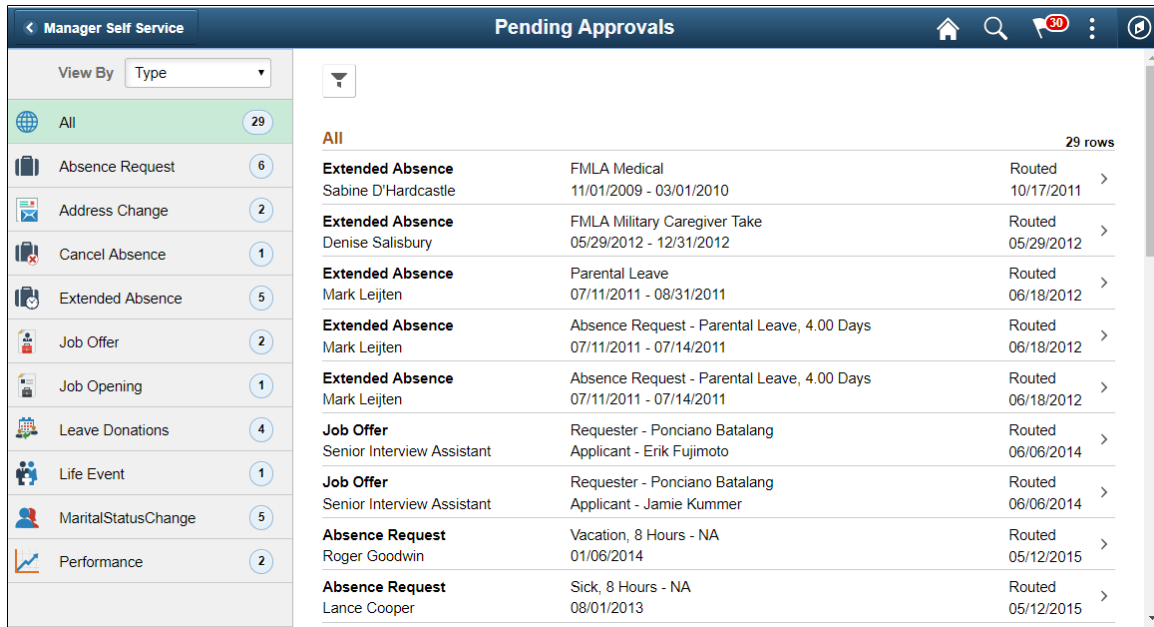 Manager Self Service
Pending Approvals
30
View By Type
All 29
Absence Request 6
Address Change 2
Cancel Absence 1
Extended Absence 5
Job Offer 2
Job Opening 1
Leave Donations 4
Life Event 1
MaritalStatusChange 5
Performance 2
All 29 rows
Extended Absence FMLA Medical Routed
Sabine D'Hardcastle 11/01/2009 - 03/01/2010 10/17/2011
Extended Absence FMLA Military Caregiver Take Routed
Denise Salisbury 05/29/2012 - 12/31/2012 05/29/2012
Extended Absence Parental Leave Routed
Mark Leijten 07/11/2011 - 08/31/2011 06/18/2012
Extended Absence Absence Request - Parental Leave, 4.00 Days Routed
Mark Leijten 07/11/2011 - 07/14/2011 06/18/2012
Extended Absence Absence Request - Parental Leave, 4.00 Days Routed
Mark Leijten 07/11/2011 - 07/14/2011 06/18/2012
Job Offer Requester - Ponciano Batalang Routed
Senior Interview Assistant Applicant - Erik Fujimoto 06/06/2014
Job Offer Requester - Ponciano Batalang Routed
Senior Interview Assistant Applicant - Jamie Kummer 06/06/2014
Absence Request Vacation, 8 Hours - NA Routed
Roger Goodwin 01/06/2014 05/12/2015
Absence Request Sick, 8 Hours - NA Routed
Lance Cooper 08/01/2013 05/12/2015